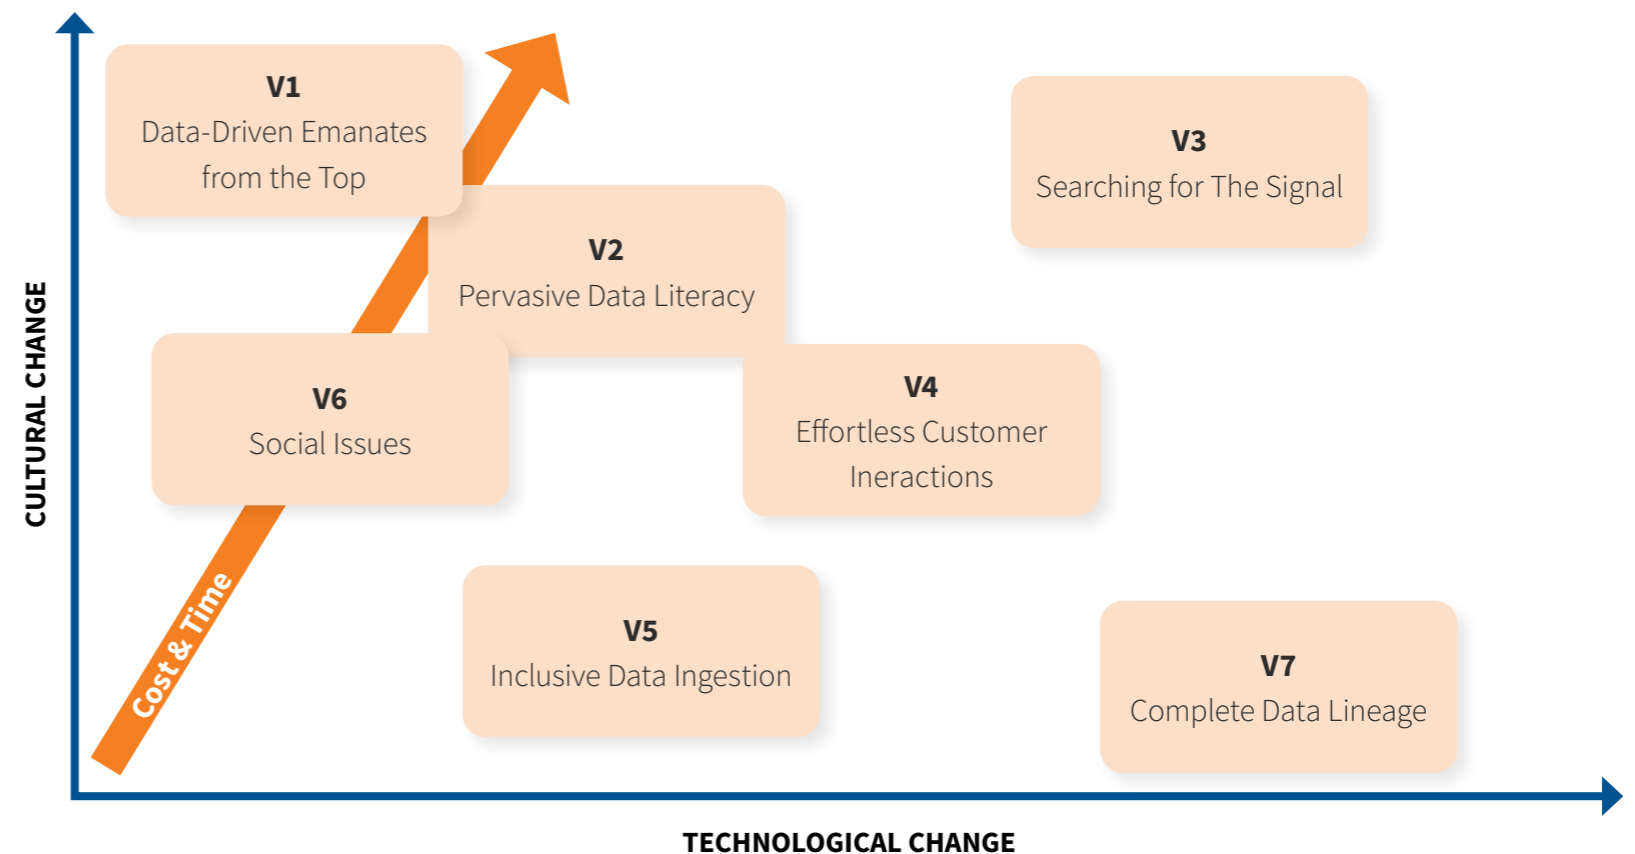 V1
Data-Driven Emanates
from the Top
V3
Searching for The Signal
V2
Pervasive Data Literacy
V6
Social Issues
V4
Effortless Customer
Ineractions
V5
Inclusive Data Ingestion
V7
Complete Data Lineage
Cost & Time
CULTURAL CHANGE
TECHNOLOGICAL CHANGE